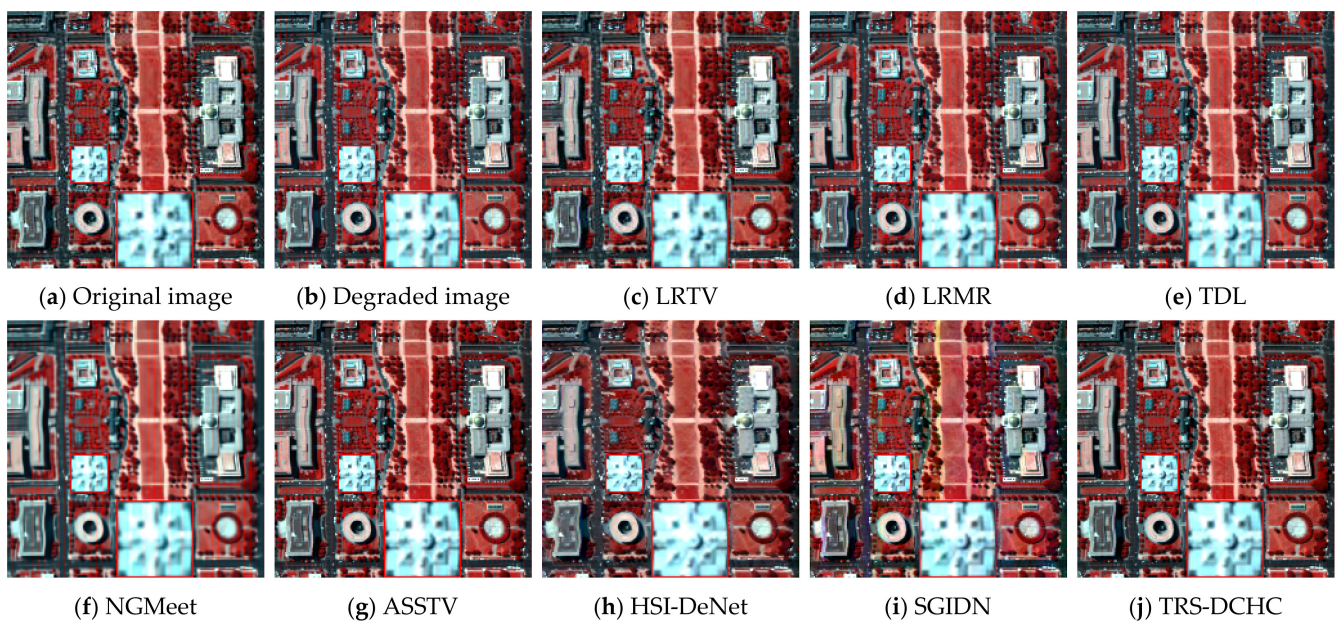 (a) Original image (b) Degraded image (c) LRTV (d) LRMR (e) TDL
(f) NGMeet (g) ASSTV (h) HSI-DeNet (i) SGIDN (j) TRS-DCHC